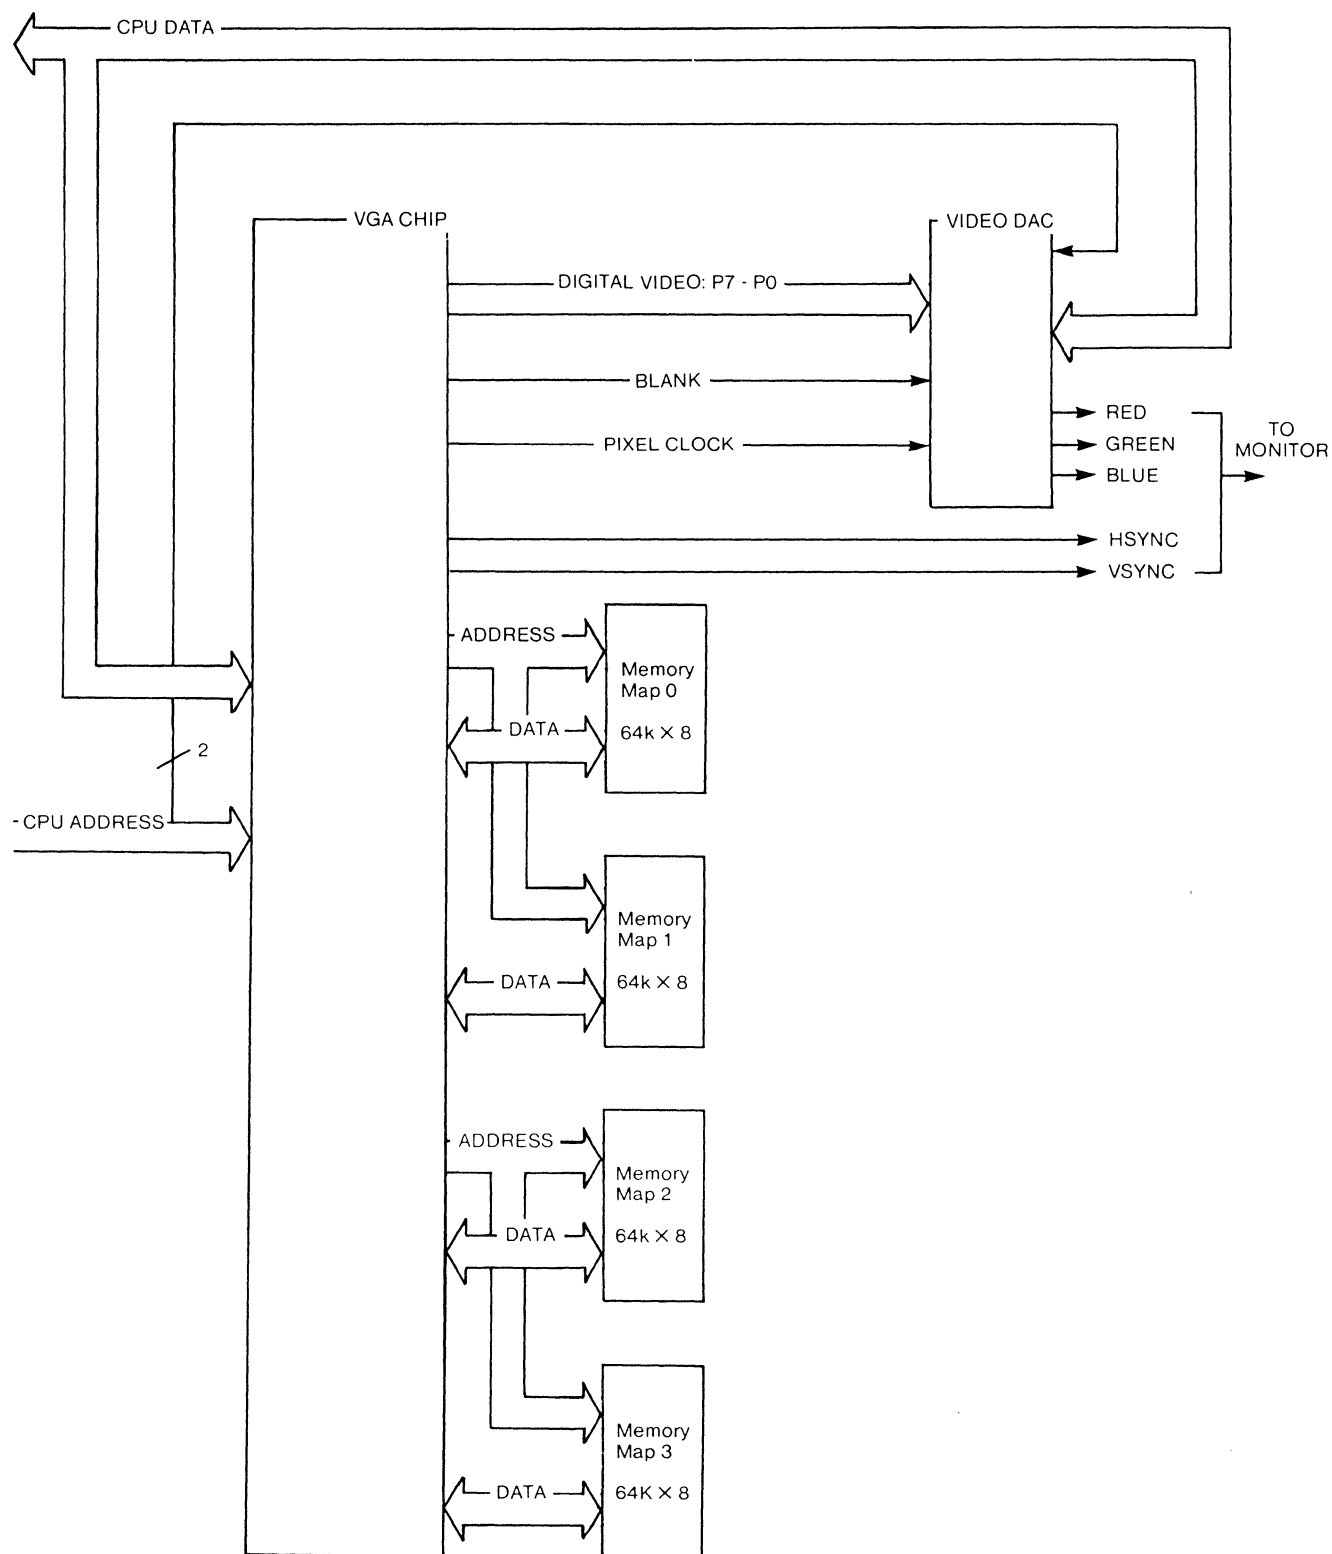 CPU DATA
VGA CHIP
VIDEO DAC
DIGITAL VIDEO: P7 - P0
BLANK
PIXEL CLOCK
RED
GREEN
BLUE
TO
MONITOR
HSYNC
VSYNC
ADDRESS
Memory
Map 0
DATA
64k × 8
2
CPU ADDRESS
Memory
Map 1
DATA
64k × 8
ADDRESS
Memory
Map 2
DATA
64k × 8
Memory
Map 3
DATA
64K × 8